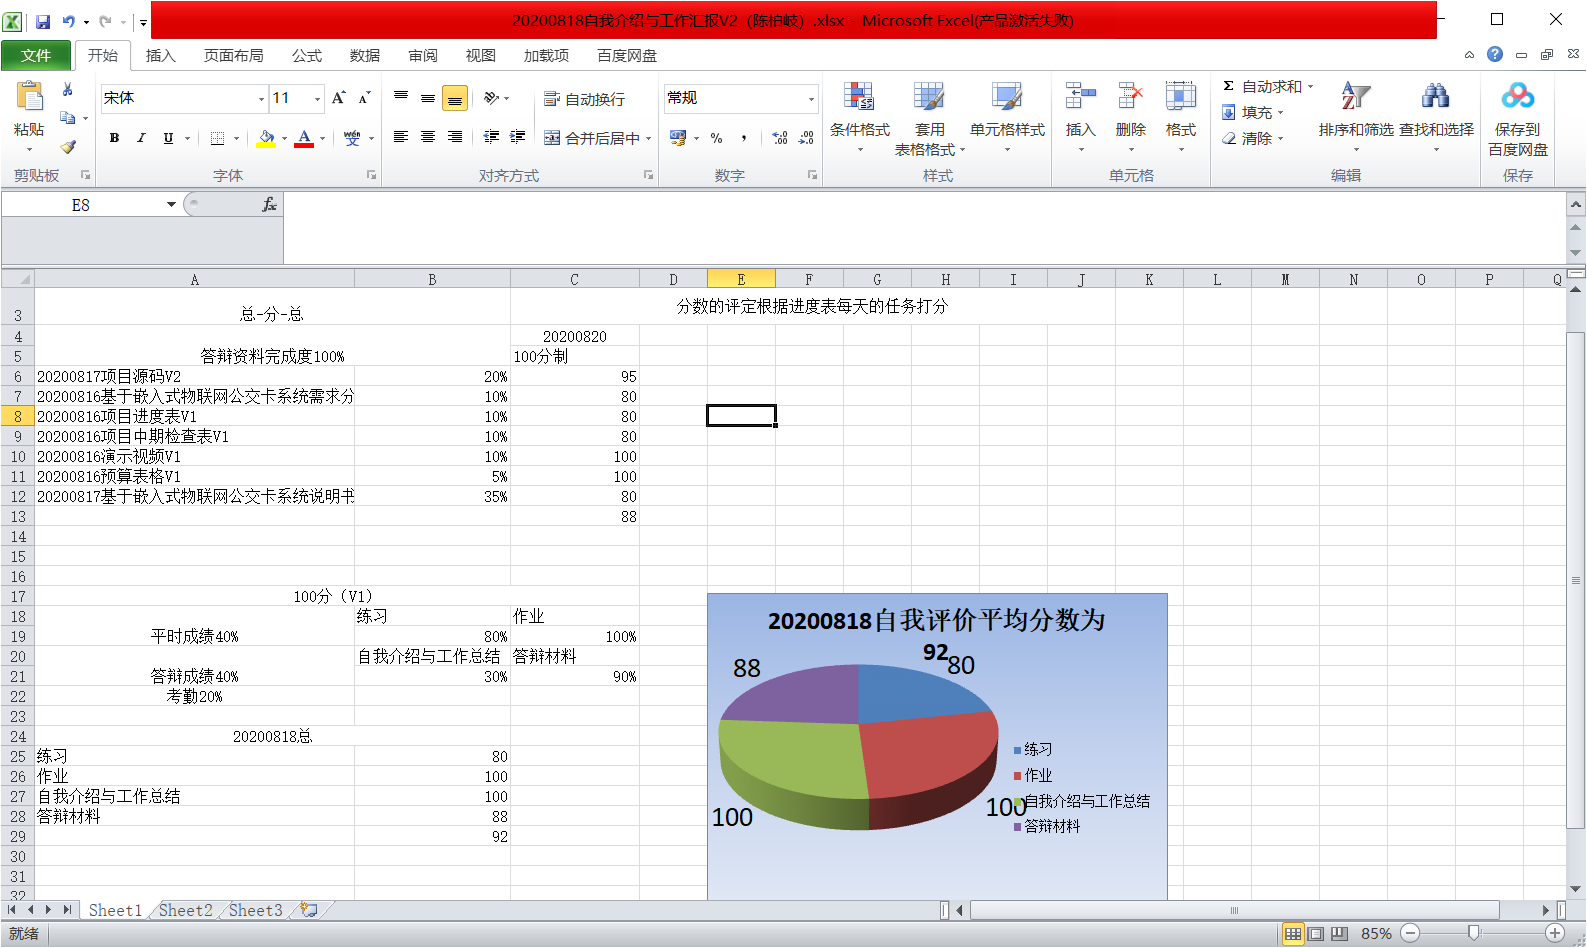 20200818自我介绍与工作汇报V2（陈柏岐）.xlsx - Microsoft Excel(产品激活失败)
文件 开始 插入 页面布局 公式 数据 审阅 视图 加载项 百度网盘
宋体 11 自动换行 常规 Σ 自动求和
粘贴 条件格式 套用 单元格样式 插入 删除 格式 填充 排序和筛选 查找和选择 保存到
B I U 合并后居中 % , 表格格式 清除 百度网盘
剪贴板 字体 对齐方式 数字 样式 单元格 编辑 保存
E8 fx
A B C D E F G H I J K L M N O P Q
3 总-分-总 分数的评定根据进度表每天的任务打分
4 20200820
5 答辩资料完成度100% 100分制
6 20200817项目源码V2 20% 95
7 20200816基于嵌入式物联网公交卡系统需求分 10% 80
8 20200816项目进度表V1 10% 80
9 20200816项目中期检查表V1 10% 80
10 20200816演示视频V1 10% 100
11 20200816预算表格V1 5% 100
12 20200817基于嵌入式物联网公交卡系统说明书 35% 80
13 88
14
15
16
17 100分（V1）
18 练习 作业
19 平时成绩40% 80% 100%
20 自我介绍与工作总结 答辩材料
21 答辩成绩40% 30% 90%
22 考勤20%
23
24 20200818总
25 练习 80
26 作业 100
27 自我介绍与工作总结 100
28 答辩材料 88
29 92
30
31
32
20200818自我评价平均分数为
92
88 80
100 100
练习
作业
自我介绍与工作总结
答辩材料
Sheet1 Sheet2 Sheet3
就绪 85%